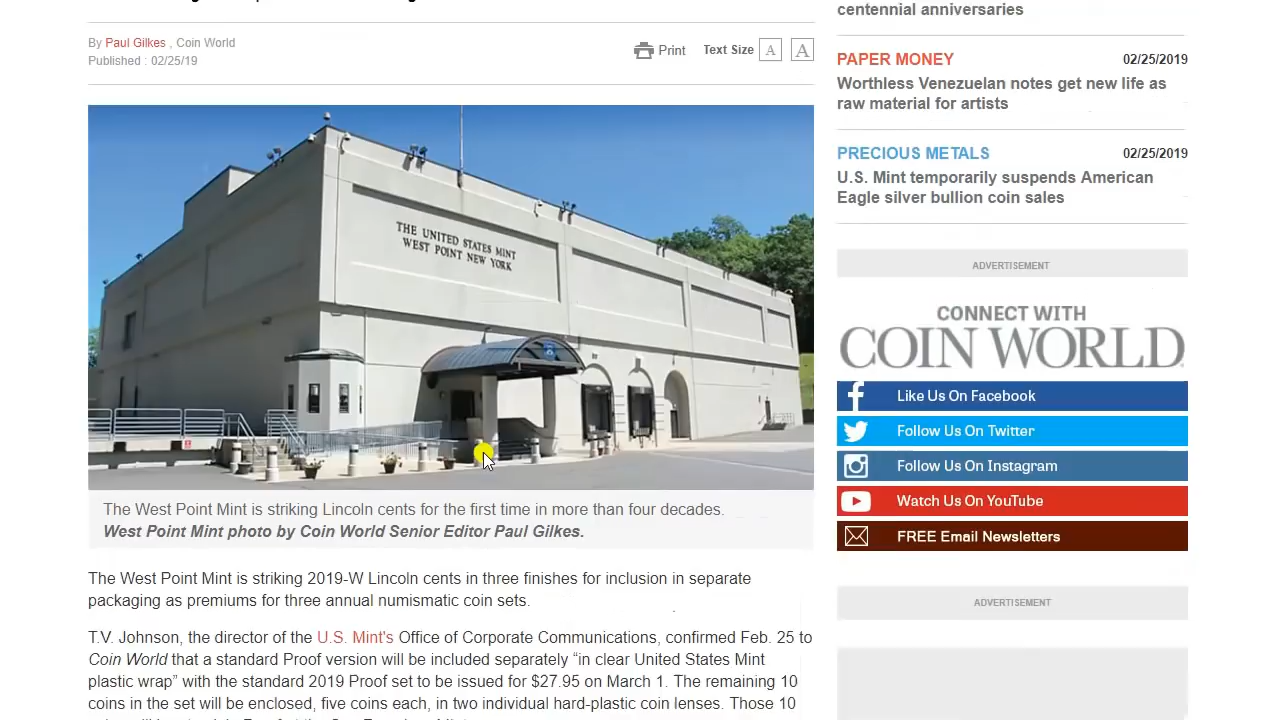 By Paul Gilkes , Coin World
Published : 02/25/19
Print
Text Size A A
THE UNITED STATES MINT
WEST POINT NEW YORK
The West Point Mint is striking Lincoln cents for the first time in more than four decades.
West Point Mint photo by Coin World Senior Editor Paul Gilkes.
The West Point Mint is striking 2019-W Lincoln cents in three finishes for inclusion in separate
packaging as premiums for three annual numismatic coin sets.
T.V. Johnson, the director of the U.S. Mint's Office of Corporate Communications, confirmed Feb. 25 to
Coin World that a standard Proof version will be included separately “in clear United States Mint
plastic wrap” with the standard 2019 Proof set to be issued for $27.95 on March 1. The remaining 10
coins in the set will be enclosed, five coins each, in two individual hard-plastic coin lenses. Those 10
centennial anniversaries
PAPER MONEY 02/25/2019
Worthless Venezuelan notes get new life as
raw material for artists
PRECIOUS METALS 02/25/2019
U.S. Mint temporarily suspends American
Eagle silver bullion coin sales
ADVERTISEMENT
CONNECT WITH
COIN WORLD
Like Us On Facebook
Follow Us On Twitter
Follow Us On Instagram
Watch Us On YouTube
FREE Email Newsletters
ADVERTISEMENT